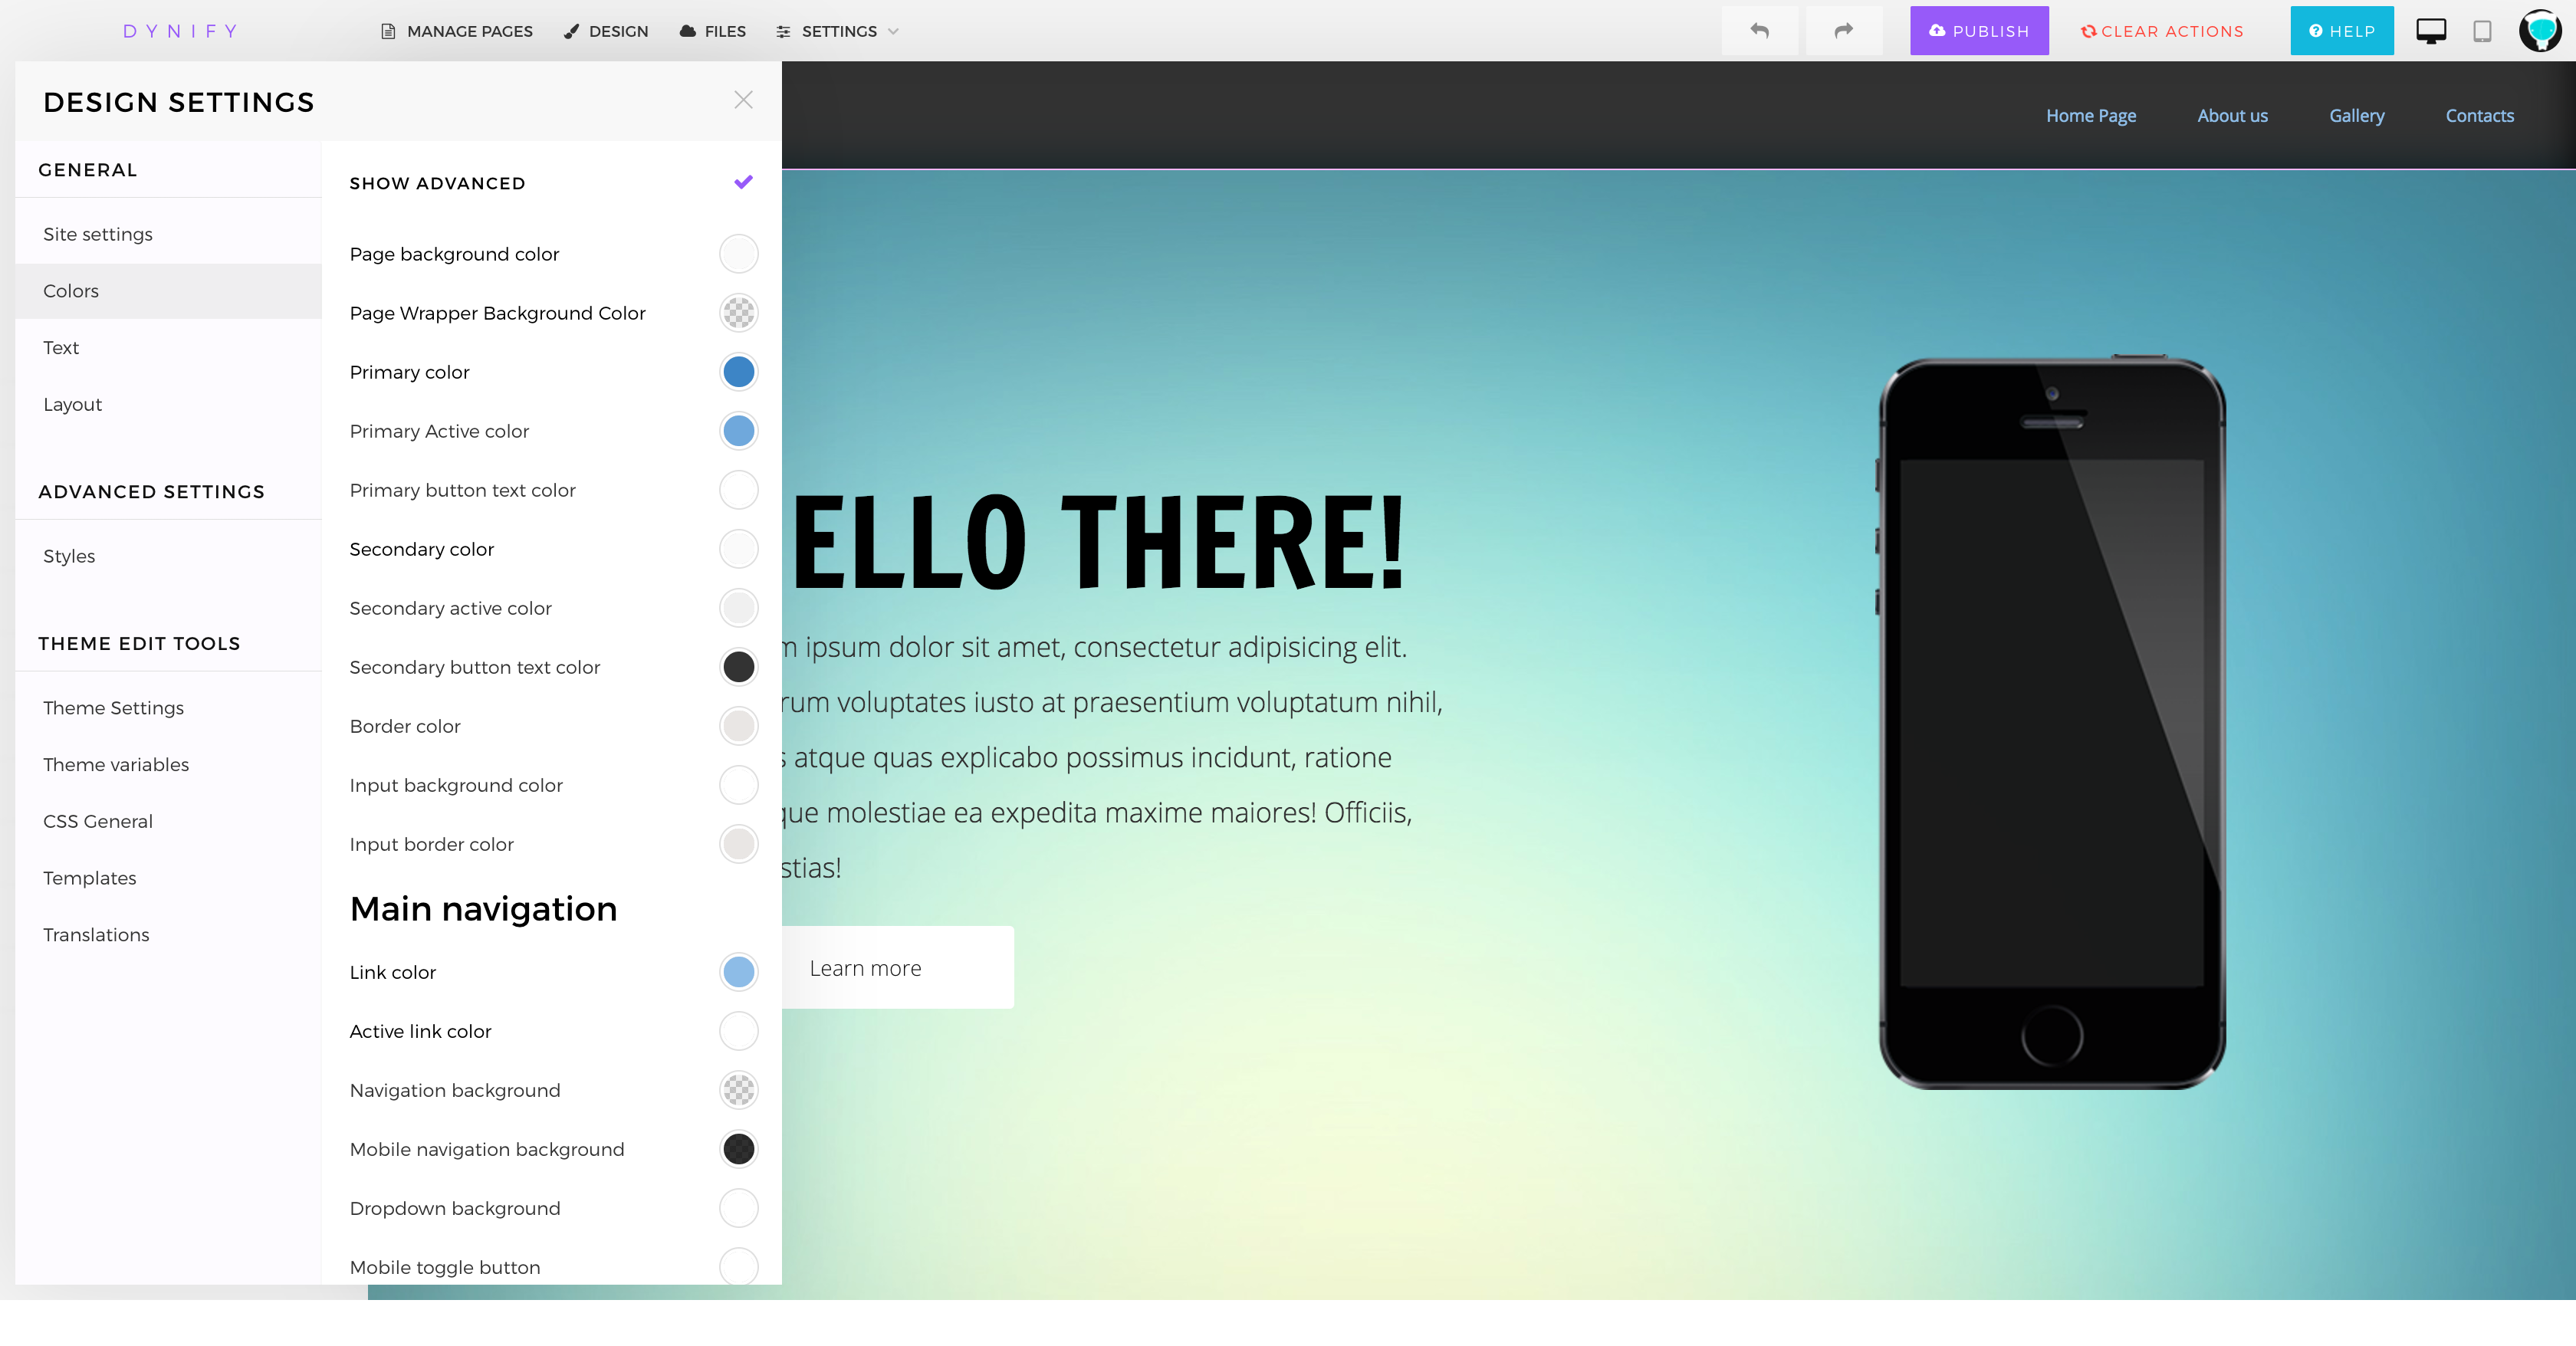 DYNIFY
MANAGE PAGES
DESIGN
FILES
SETTINGS
PUBLISH
CLEAR ACTIONS
HELP
DESIGN SETTINGS
GENERAL
Site settings
Colors
Text
Layout
ADVANCED SETTINGS
Styles
THEME EDIT TOOLS
Theme Settings
Theme variables
CSS General
Templates
Translations
SHOW ADVANCED
Page background color
Page Wrapper Background Color
Primary color
Primary Active color
Primary button text color
Secondary color
Secondary active color
Secondary button text color
Border color
Input background color
Input border color
Main navigation
Link color
Active link color
Navigation background
Mobile navigation background
Dropdown background
Mobile toggle button
Home Page
About us
Gallery
Contacts
ELLO THERE!
m ipsum dolor sit amet, consectetur adipisicing elit.
rum voluptates iusto at praesentium voluptatum nihil,
s atque quas explicabo possimus incidunt, ratione
que molestiae ea expedita maxime maiores! Officiis,
stias!
Learn more